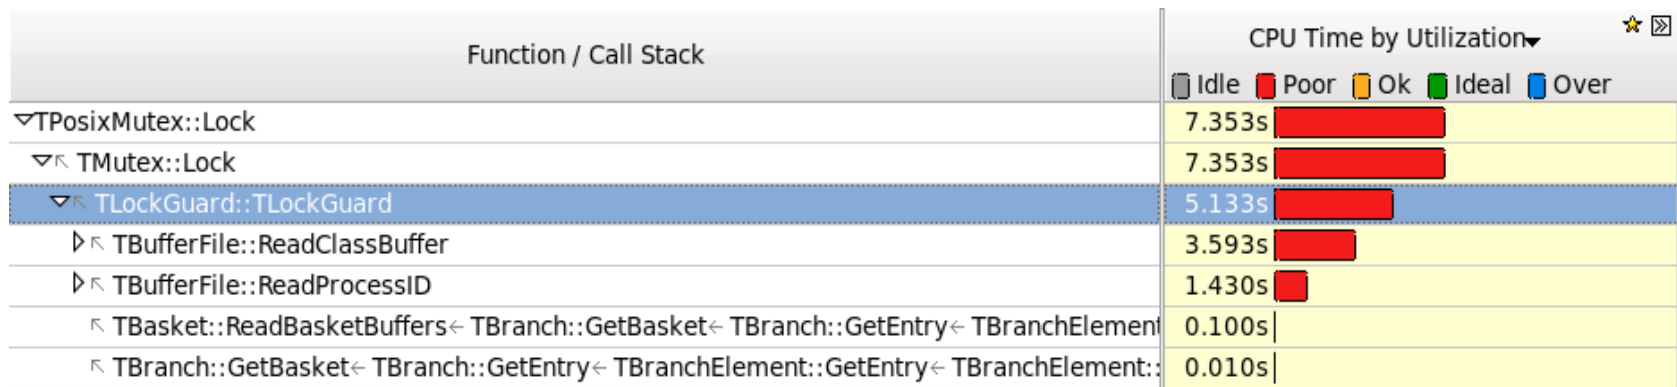 Function / Call Stack
CPU Time by Utilization
Idle Poor Ok Ideal Over
TPosixMutex::Lock 7.353s
TMutex::Lock 7.353s
TLockGuard::TLockGuard 5.133s
TBufferFile::ReadClassBuffer 3.593s
TBufferFile::ReadProcessID 1.430s
TBasket::ReadBasketBuffers← TBranch::GetBasket← TBranch::GetEntry← TBranchElement 0.100s
TBranch::GetBasket← TBranch::GetEntry← TBranchElement::GetEntry← TBranchElement:: 0.010s